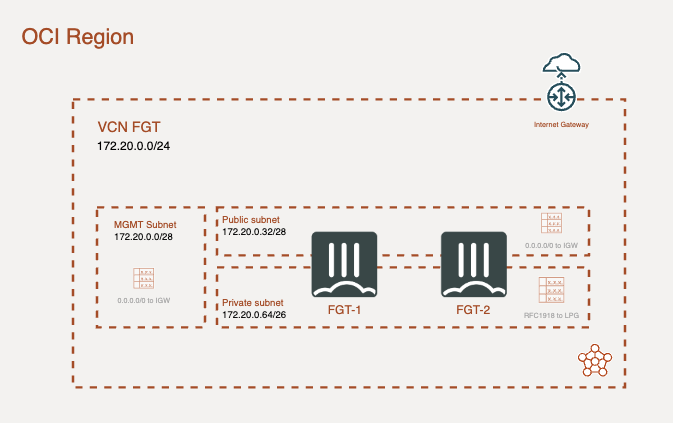 OCI Region
Internet Gateway
VCN FGT
172.20.0.0/24
MGMT Subnet
172.20.0.0/28
0.0.0.0/0 to IGW
Public subnet
172.20.0.32/28
0.0.0.0/0 to IGW
Private subnet
172.20.0.64/26
FGT-1
FGT-2
RFC1918 to LPG